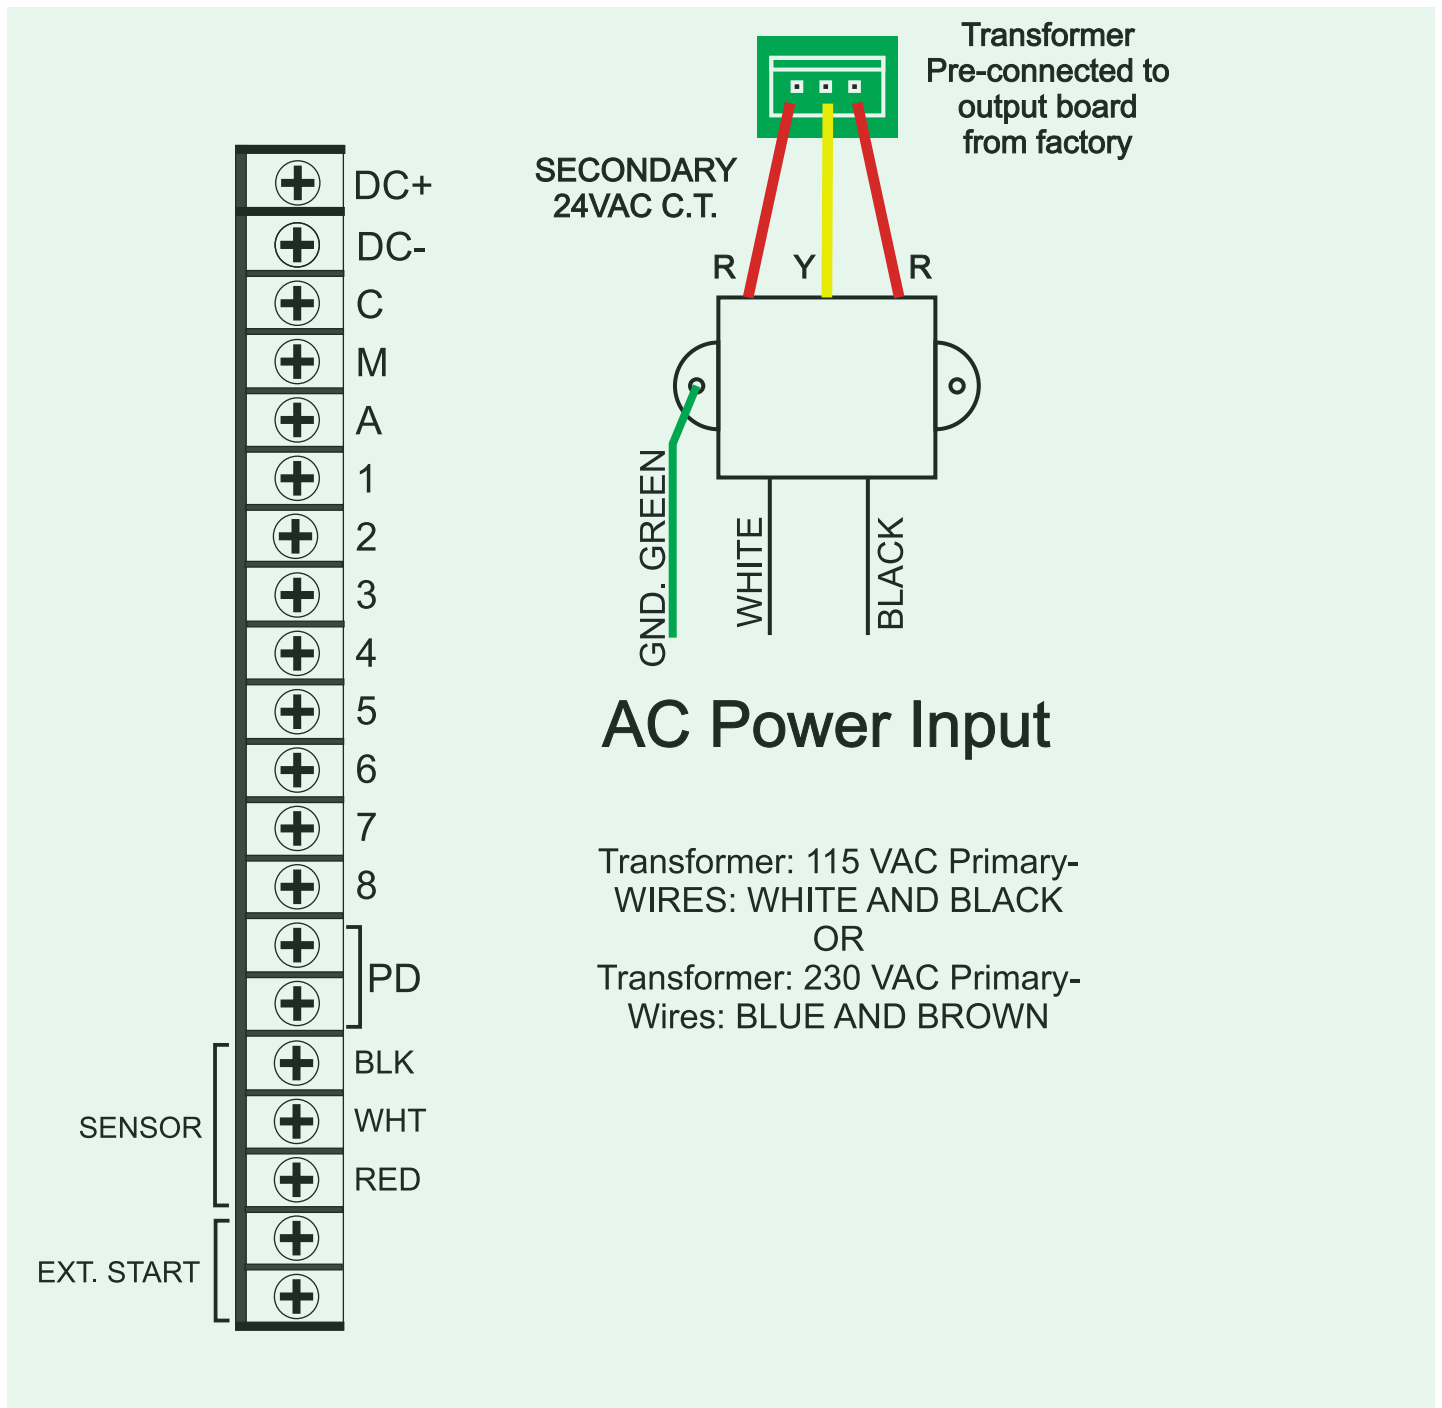 DC+
DC-
C
M
A
1
2
3
4
5
6
7
8
PD
BLK
WHT
RED
SENSOR
EXT. START
Transformer
Pre-connected to
output board
from factory
SECONDARY
24VAC C.T.
R
Y
R
GND. GREEN
WHITE
BLACK
AC Power Input
Transformer: 115 VAC Primary-
WIRES: WHITE AND BLACK
OR
Transformer: 230 VAC Primary-
Wires: BLUE AND BROWN